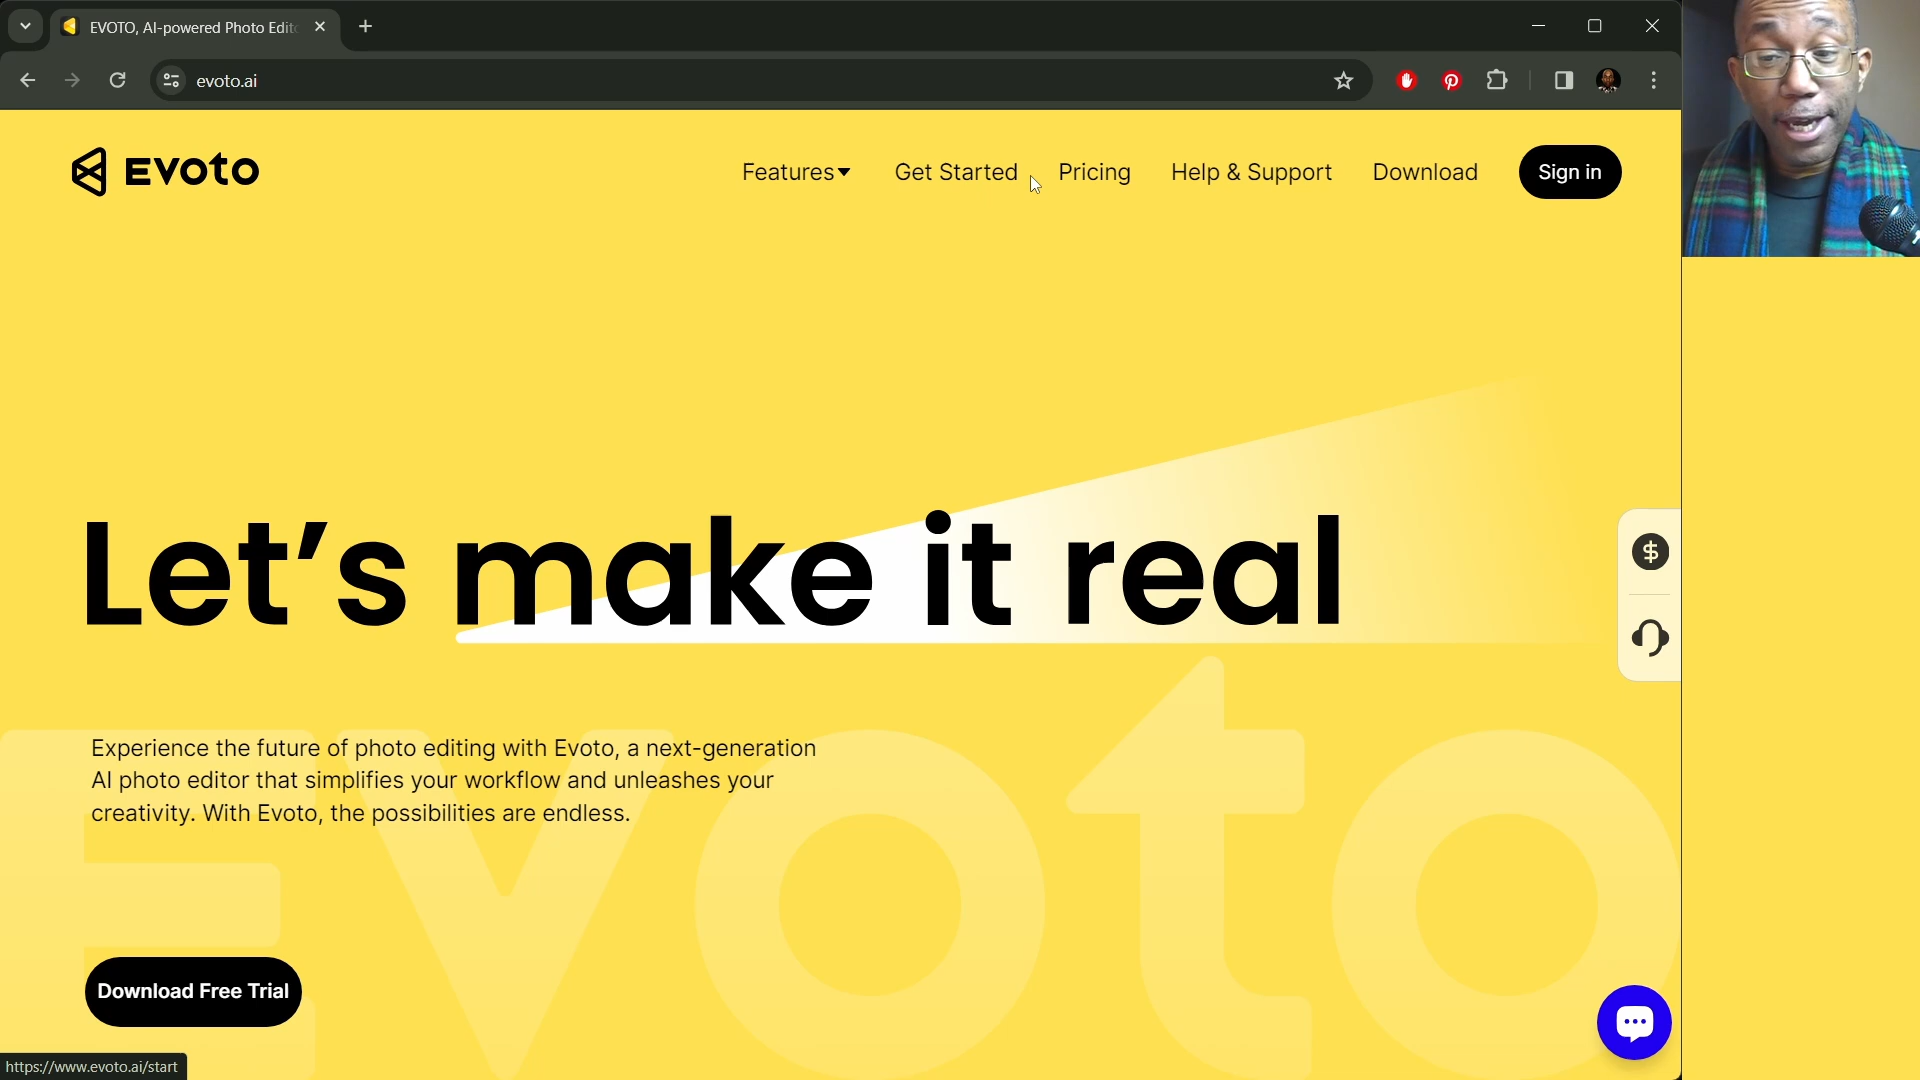 EVOTO, AI-powered Photo Edit
evoto.ai
EVOTO
Features
Get Started
Pricing
Help & Support
Download
Sign in
Let's make it real
Experience the future of photo editing with Evoto, a next-generation
AI photo editor that simplifies your workflow and unleashes your
creativity. With Evoto, the possibilities are endless.
Evoto
Download Free Trial
https://www.evoto.ai/start